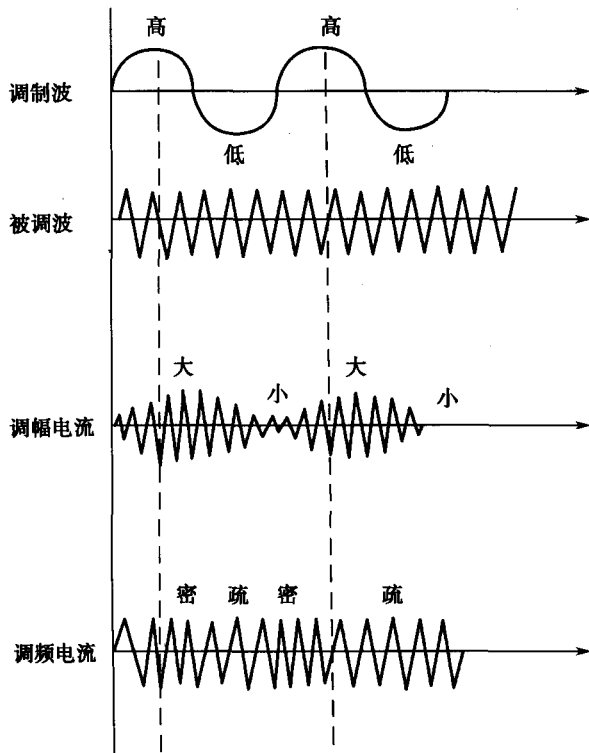 高 高
调制波
低 低
被调波
大 大
小 小
调幅电流
密 疏 密 疏
调频电流